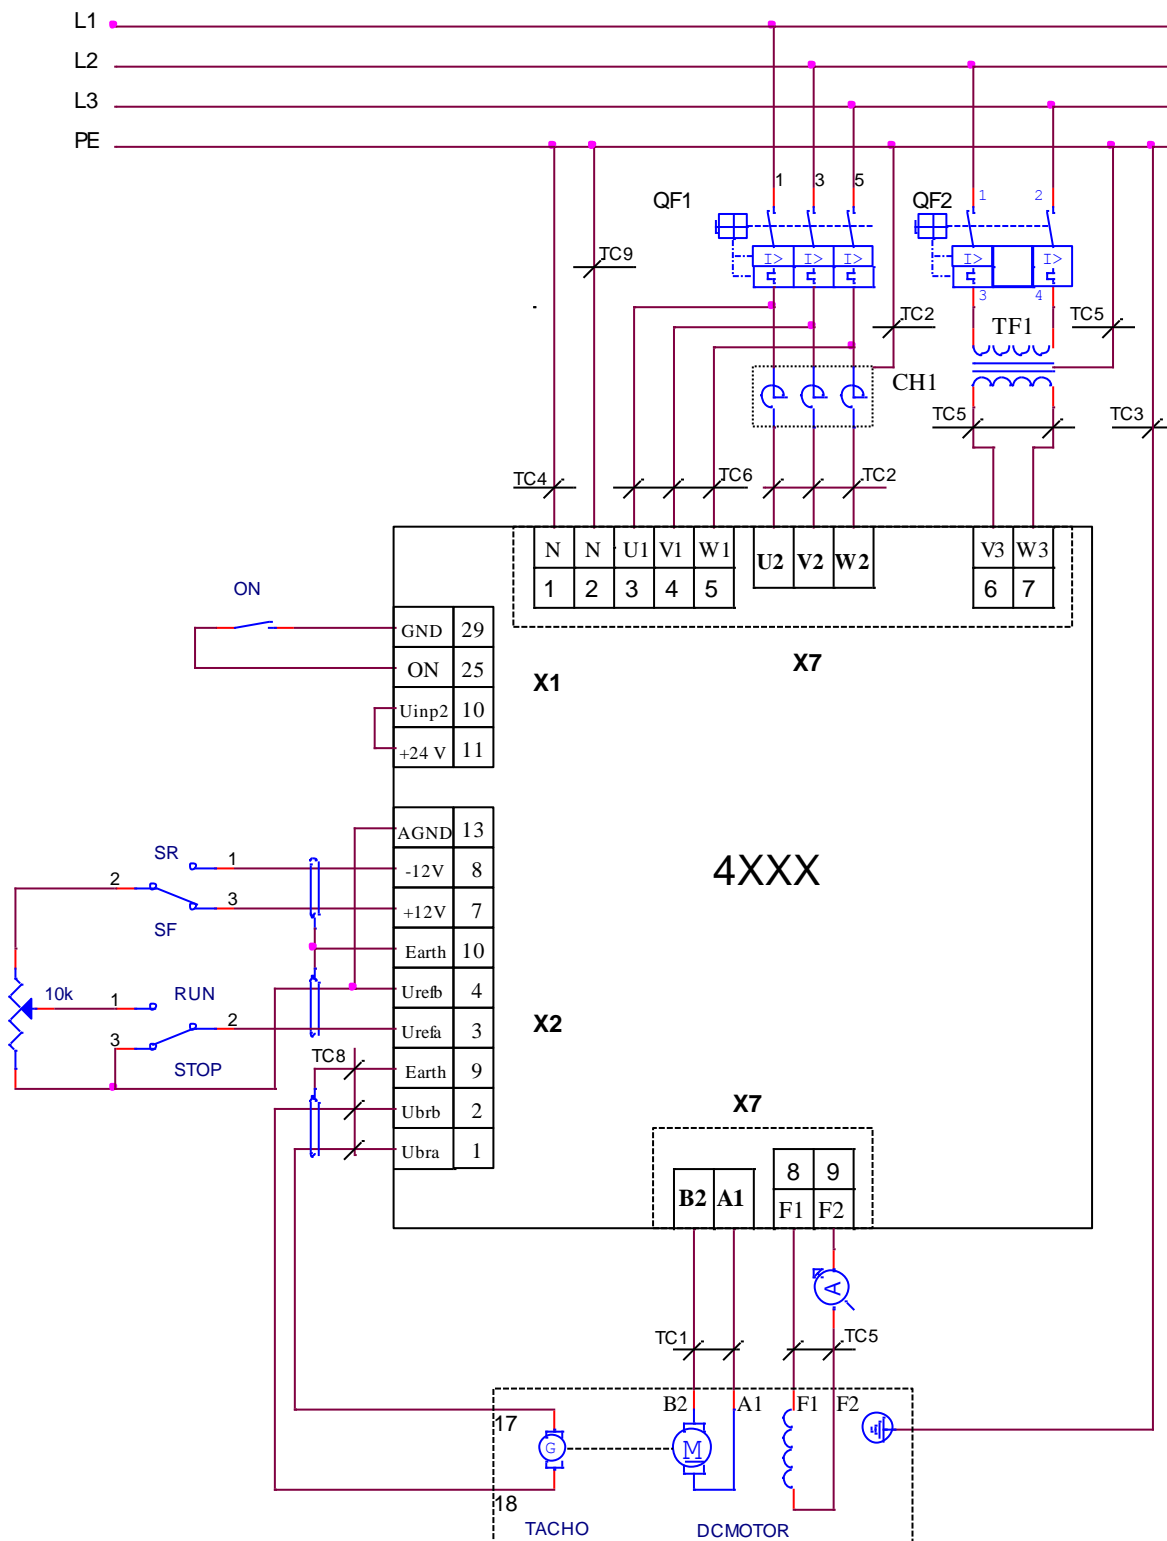 L1
L2
L3
PE
1 3 5
QF1
1 2
QF2
TC9
I> I> I>
I> I>
3 4
TC2
TC5
TF1
CH1
TC5
TC3
TC4
TC6
TC2
N N U1 V1 W1
U2 V2 W2
V3 W3
1 2 3 4 5
6 7
ON
GND 29
ON 25
Uinp2 10
+24 V 11
X1
X7
AGND 13
SR 1
-12V 8
2
3
+12V 7
SF
Earth 10
4XXX
10k
1
RUN
Urefb 4
2
Urefa 3
3
STOP
X2
TC8
Earth 9
Ubrb 2
Ubra 1
X7
B2 A1
8 9
F1 F2
A
TC1
TC5
B2 A1 F1 F2
17
G
M
18
TACHO
DCMOTOR